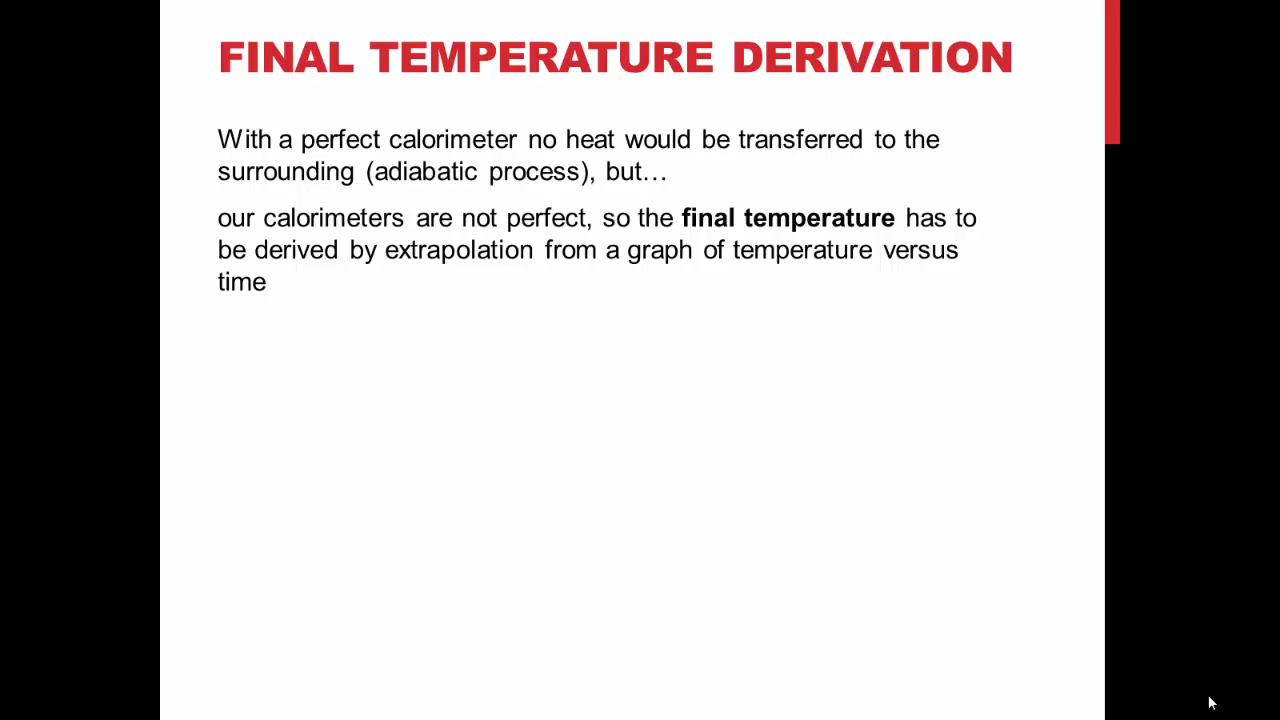 FINAL TEMPERATURE DERIVATION
With a perfect calorimeter no heat would be transferred to the
surrounding (adiabatic process), but…
our calorimeters are not perfect, so the final temperature has to
be derived by extrapolation from a graph of temperature versus
time